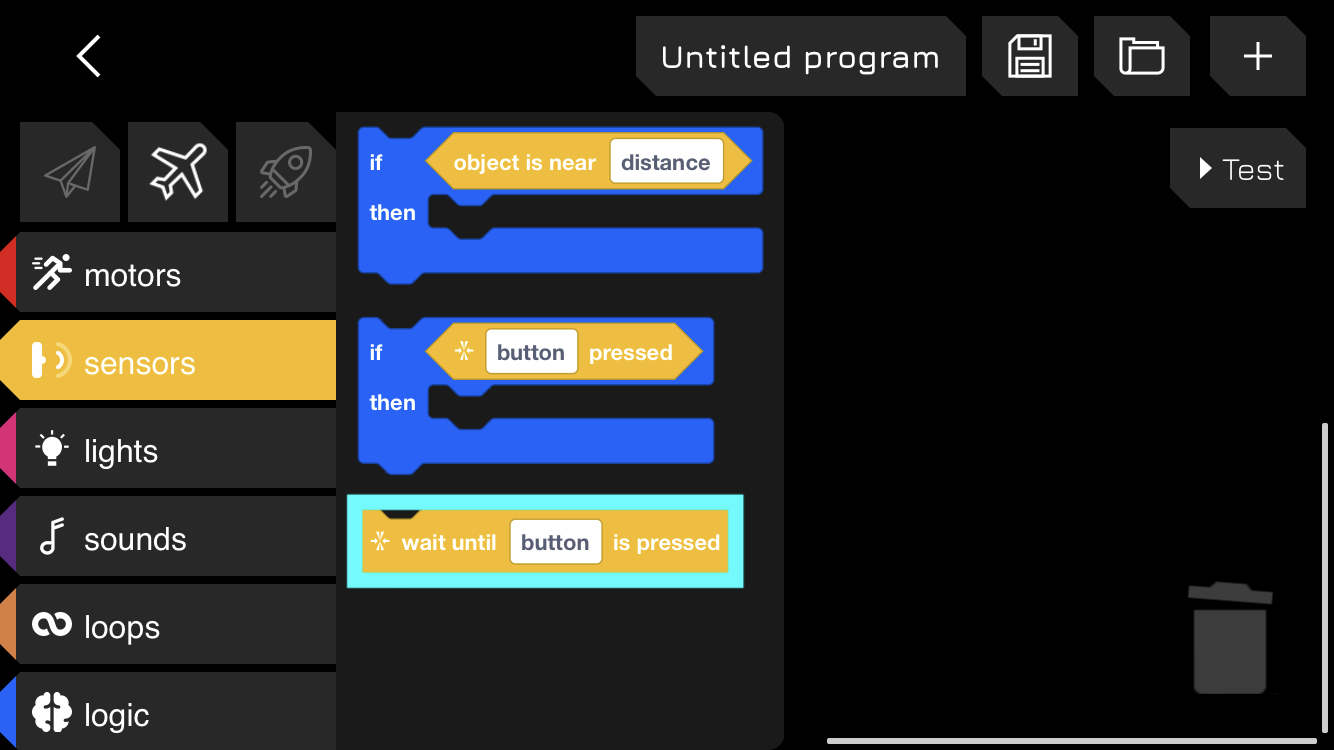 Untitled program
Test
motors
sensors
lights
sounds
loops
logic
if object is near distance
then
if button pressed
then
wait until button is pressed